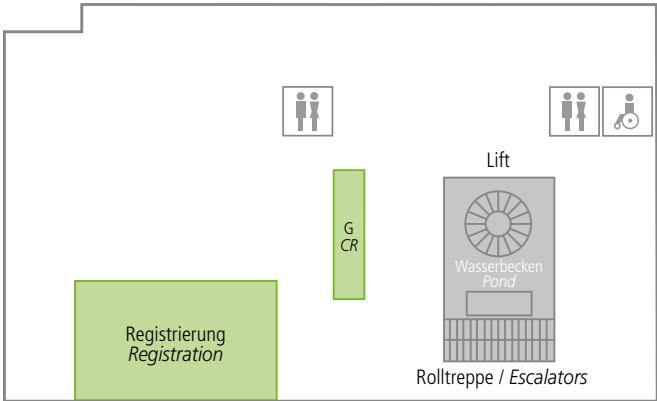 Lift
G
CR
Wasserbecken
Pond
Registrierung
Registration
Rolltreppe / Escalators